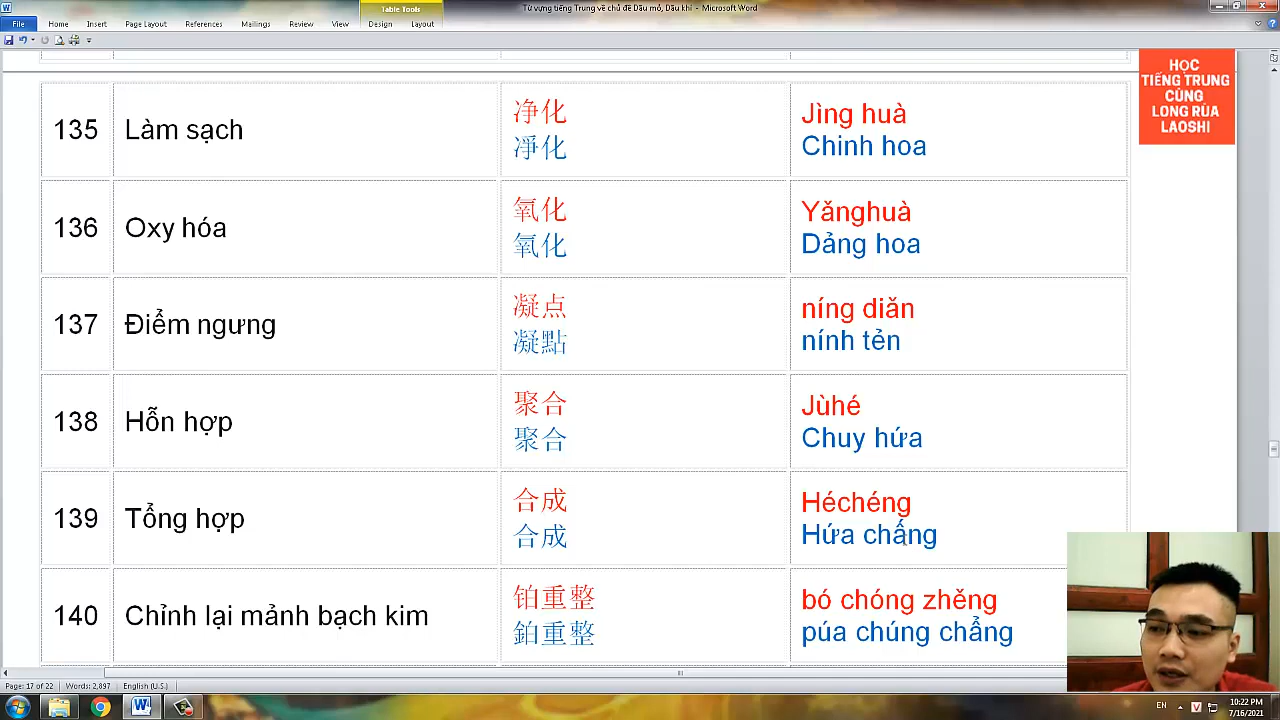 Table Tools
Từ vựng tiếng Trung về chủ đề Dầu mỏ, Dầu khí - Microsoft Word
File Home Insert Page Layout References Mailings Review View Design Layout
HỌC
TIẾNG TRUNG
CÙNG
LONG RÙA
LAOSHI
135 Làm sạch 净化 Jìng huà
凈化 Chinh hoa
136 Oxy hóa 氧化 Yǎnghuà
氧化 Dảng hoa
137 Điểm ngưng 凝点 níng diǎn
凝點 nính tẻn
138 Hỗn hợp 聚合 Jùhé
聚合 Chuy hứa
139 Tổng hợp 合成 Héchéng
合成 Hứa chấng
140 Chỉnh lại mảnh bạch kim 铂重整 bó chóng zhěng
鉑重整 púa chúng chẩng
Page: 17 of 22 Words: 2,897 English (U.S.)
EN
10:22 PM
7/16/2021